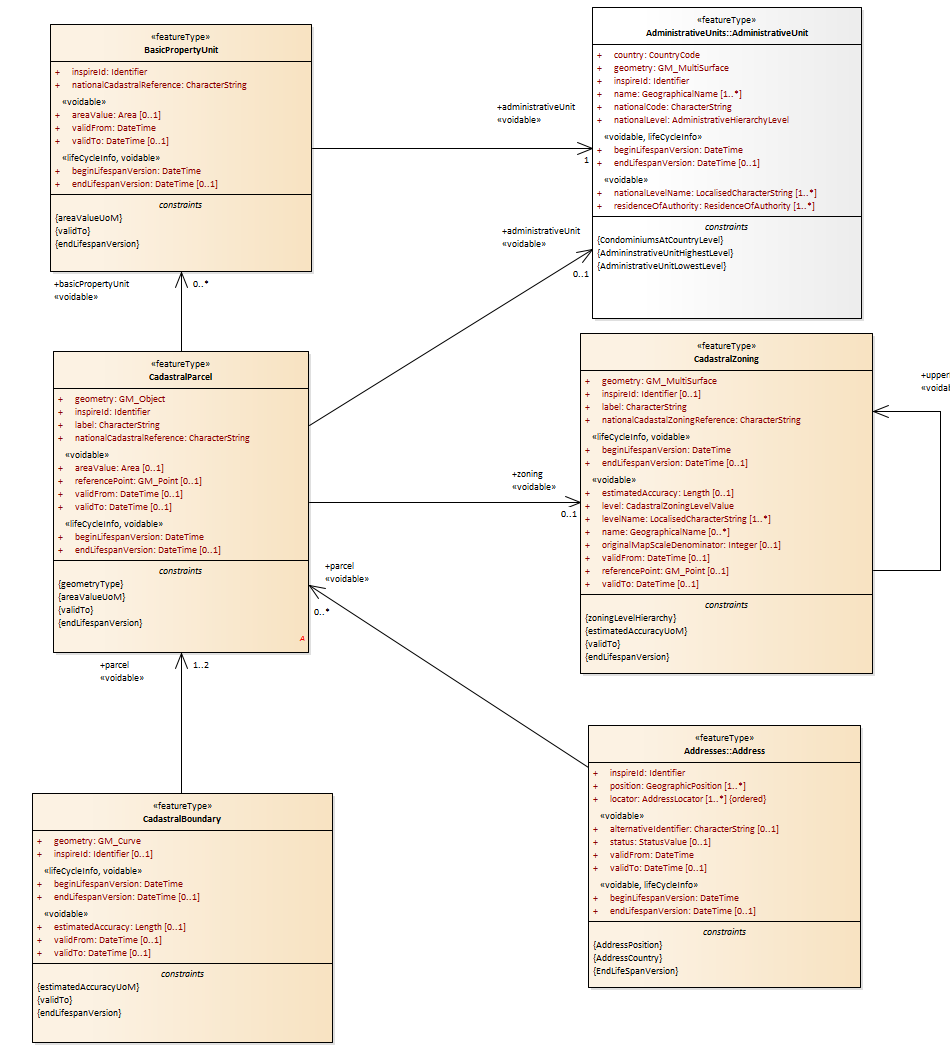 «featureType»
BasicPropertyUnit
+ inspireId: Identifier
+ nationalCadastralReference: CharacterString
«voidable»
+ areaValue: Area [0..1]
+ validFrom: DateTime
+ validTo: DateTime [0..1]
«lifeCycleInfo, voidable»
+ beginLifespanVersion: DateTime
+ endLifespanVersion: DateTime [0..1]
constraints
{areaValueUoM}
{validTo}
{endLifespanVersion}
«featureType»
AdministrativeUnits::AdministrativeUnit
+ country: CountryCode
+ geometry: GM_MultiSurface
+ inspireId: Identifier
+ name: GeographicalName [1..*]
+ nationalCode: CharacterString
+ nationalLevel: AdministrativeHierarchyLevel
«voidable, lifeCycleInfo»
+ beginLifespanVersion: DateTime
+ endLifespanVersion: DateTime [0..1]
«voidable»
+ nationalLevelName: LocalisedCharacterString [1..*]
+ residenceOfAuthority: ResidenceOfAuthority [1..*]
constraints
{CondominiumsAtCountryLevel}
{AdmininstrativeUnitHighestLevel}
{AdministrativeUnitLowestLevel}
+administrativeUnit
«voidable»
1
+administrativeUnit
«voidable»
0..1
+basicPropertyUnit
«voidable»
0..*
«featureType»
CadastralParcel
+ geometry: GM_Object
+ inspireId: Identifier
+ label: CharacterString
+ nationalCadastralReference: CharacterString
«voidable»
+ areaValue: Area [0..1]
+ referencePoint: GM_Point [0..1]
+ validFrom: DateTime [0..1]
+ validTo: DateTime [0..1]
«lifeCycleInfo, voidable»
+ beginLifespanVersion: DateTime
+ endLifespanVersion: DateTime [0..1]
constraints
{geometryType}
{areaValueUoM}
{validTo}
{endLifespanVersion}
A
«featureType»
CadastralZoning
+ geometry: GM_MultiSurface
+ inspireId: Identifier [0..1]
+ label: CharacterString
+ nationalCadastalZoningReference: CharacterString
«lifeCycleInfo, voidable»
+ beginLifespanVersion: DateTime
+ endLifespanVersion: DateTime [0..1]
«voidable»
+ estimatedAccuracy: Length [0..1]
+ level: CadastralZoningLevelValue
+ levelName: LocalisedCharacterString [1..*]
+ name: GeographicalName [0..*]
+ originalMapScaleDenominator: Integer [0..1]
+ validFrom: DateTime [0..1]
+ referencePoint: GM_Point [0..1]
+ validTo: DateTime [0..1]
constraints
{zoningLevelHierarchy}
{estimatedAccuracyUoM}
{validTo}
{endLifespanVersion}
+zoning
«voidable»
0..1
+parcel
«voidable»
0..*
+parcel
«voidable»
1..2
«featureType»
CadastralBoundary
+ geometry: GM_Curve
+ inspireId: Identifier [0..1]
«lifeCycleInfo, voidable»
+ beginLifespanVersion: DateTime
+ endLifespanVersion: DateTime [0..1]
«voidable»
+ estimatedAccuracy: Length [0..1]
+ validFrom: DateTime [0..1]
+ validTo: DateTime [0..1]
constraints
{estimatedAccuracyUoM}
{validTo}
{endLifespanVersion}
«featureType»
Addresses::Address
+ inspireId: Identifier
+ position: GeographicPosition [1..*]
+ locator: AddressLocator [1..*] {ordered}
«voidable»
+ alternativeIdentifier: CharacterString [0..1]
+ status: StatusValue [0..1]
+ validFrom: DateTime
+ validTo: DateTime [0..1]
«voidable, lifeCycleInfo»
+ beginLifespanVersion: DateTime
+ endLifespanVersion: DateTime [0..1]
constraints
{AddressPosition}
{AddressCountry}
{EndLifeSpanVersion}